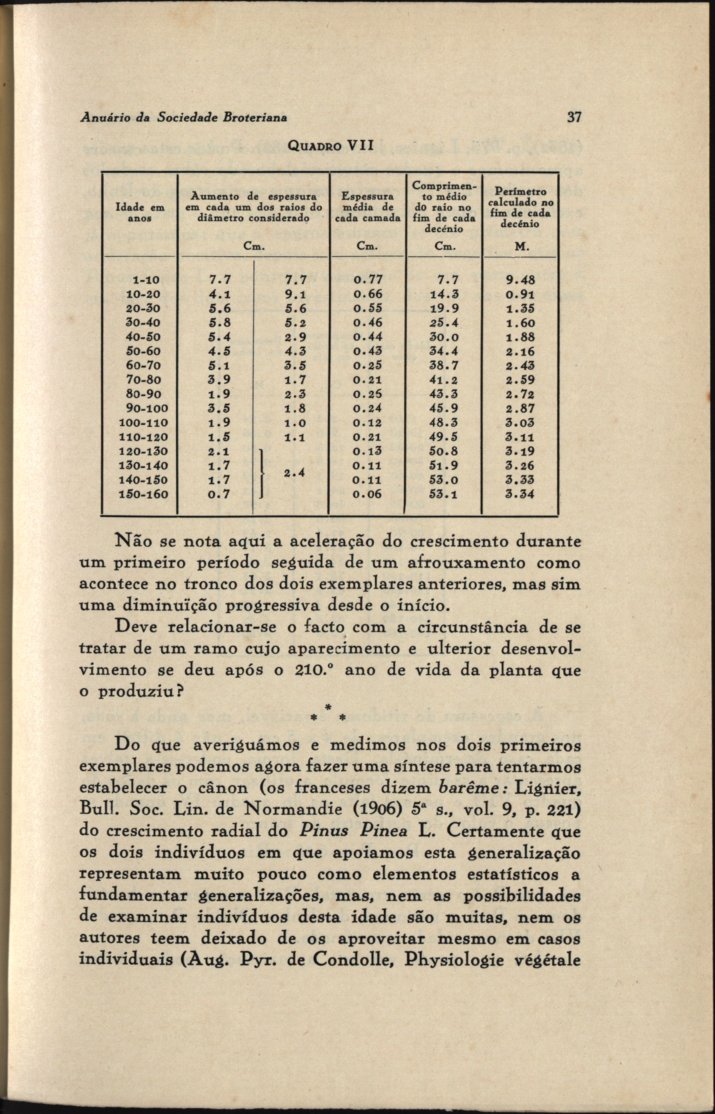 Anuário da Sociedade Broteriana 37
QUADRO VII
Idade em anos | Aumento de espessura em cada um dos raios do diâmetro considerado | Espessura média de cada camada | Comprimen-to médio do raio no fim de cada decénio | Perímetro calculado no fim de cada decénio
Cm. | Cm. | Cm. | M.
1-10 7.7 7.7 0.77 7.7 9.48
10-20 4.1 9.1 0.66 14.3 0.91
20-30 5.6 5.6 0.55 19.9 1.35
30-40 5.8 5.2 0.46 25.4 1.60
40-50 5.4 2.9 0.44 30.0 1.88
50-60 4.5 4.3 0.43 34.4 2.16
60-70 5.1 3.5 0.25 38.7 2.43
70-80 3.9 1.7 0.21 41.2 2.59
80-90 1.9 2.3 0.25 43.3 2.72
90-100 3.5 1.8 0.24 45.9 2.87
100-110 1.9 1.0 0.12 48.3 3.03
110-120 1.5 1.1 0.21 49.5 3.11
120-130 2.1 0.13 50.8 3.19
130-140 1.7 2.4 0.11 51.9 3.26
140-150 1.7 0.11 53.0 3.33
150-160 0.7 0.06 53.1 3.34
Não se nota aqui a aceleração do crescimento durante
um primeiro período seguida de um afrouxamento como
acontece no tronco dos dois exemplares anteriores, mas sim
uma diminuïção progressiva desde o início.
Deve relacionar-se o facto com a circunstância de se
tratar de um ramo cujo aparecimento e ulterior desenvol-
vimento se deu após o 210.º ano de vida da planta que
o produziu?
* * *
Do que averiguámos e medimos nos dois primeiros
exemplares podemos agora fazer uma síntese para tentarmos
estabelecer o cânon (os franceses dizem barême: Lignier,
Bull. Soc. Lin. de Normandie (1906) 5ª s., vol. 9, p. 221)
do crescimento radial do Pinus Pinea L. Certamente que
os dois indivíduos em que apoiamos esta generalização
representam muito pouco como elementos estatísticos a
fundamentar generalizações, mas, nem as possibilidades
de examinar indivíduos desta idade são muitas, nem os
autores teem deixado de os aproveitar mesmo em casos
individuais (Aug. Pyr. de Condolle, Physiologie végétale